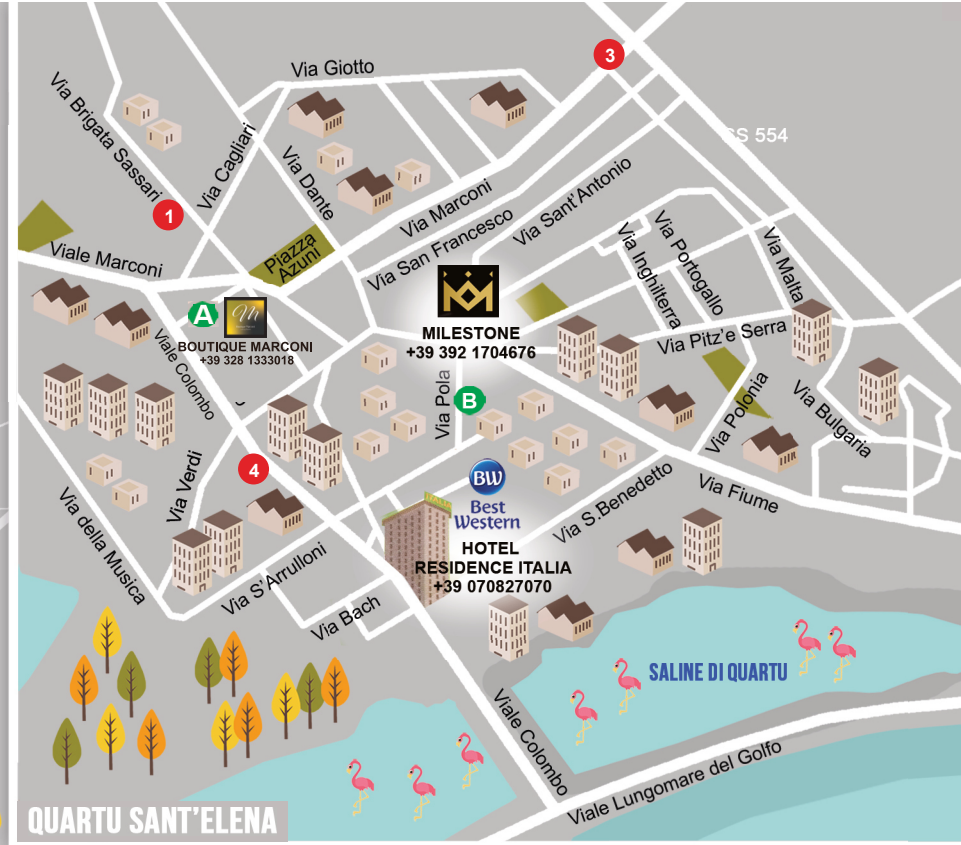 3
Via Giotto
Via Brigata Sassari
Via Cagliari
SS 554
Via Dante
Via Marconi
Via Sant'Antonio
Via San Francesco
1
Viale Marconi
Piazza
Azuni
Via Inghilterra
Via Portogallo
Via Malta
A
M
BOUTIQUE MARCONI
+39 328 1333018
MILESTONE
+39 392 1704676
Via Pitz'e Serra
Viale Colombo
Via Pola
B
Via Polonia
Via Bulgaria
Via Verdi
4
BW
Best
Western
HOTEL
RESIDENCE ITALIA
+39 070827070
Via S.Benedetto
Via Fiume
Via della Musica
Via S'Arrulloni
Via Bach
SALINE DI QUARTU
Viale Colombo
Viale Lungomare del Golfo
QUARTU SANT'ELENA